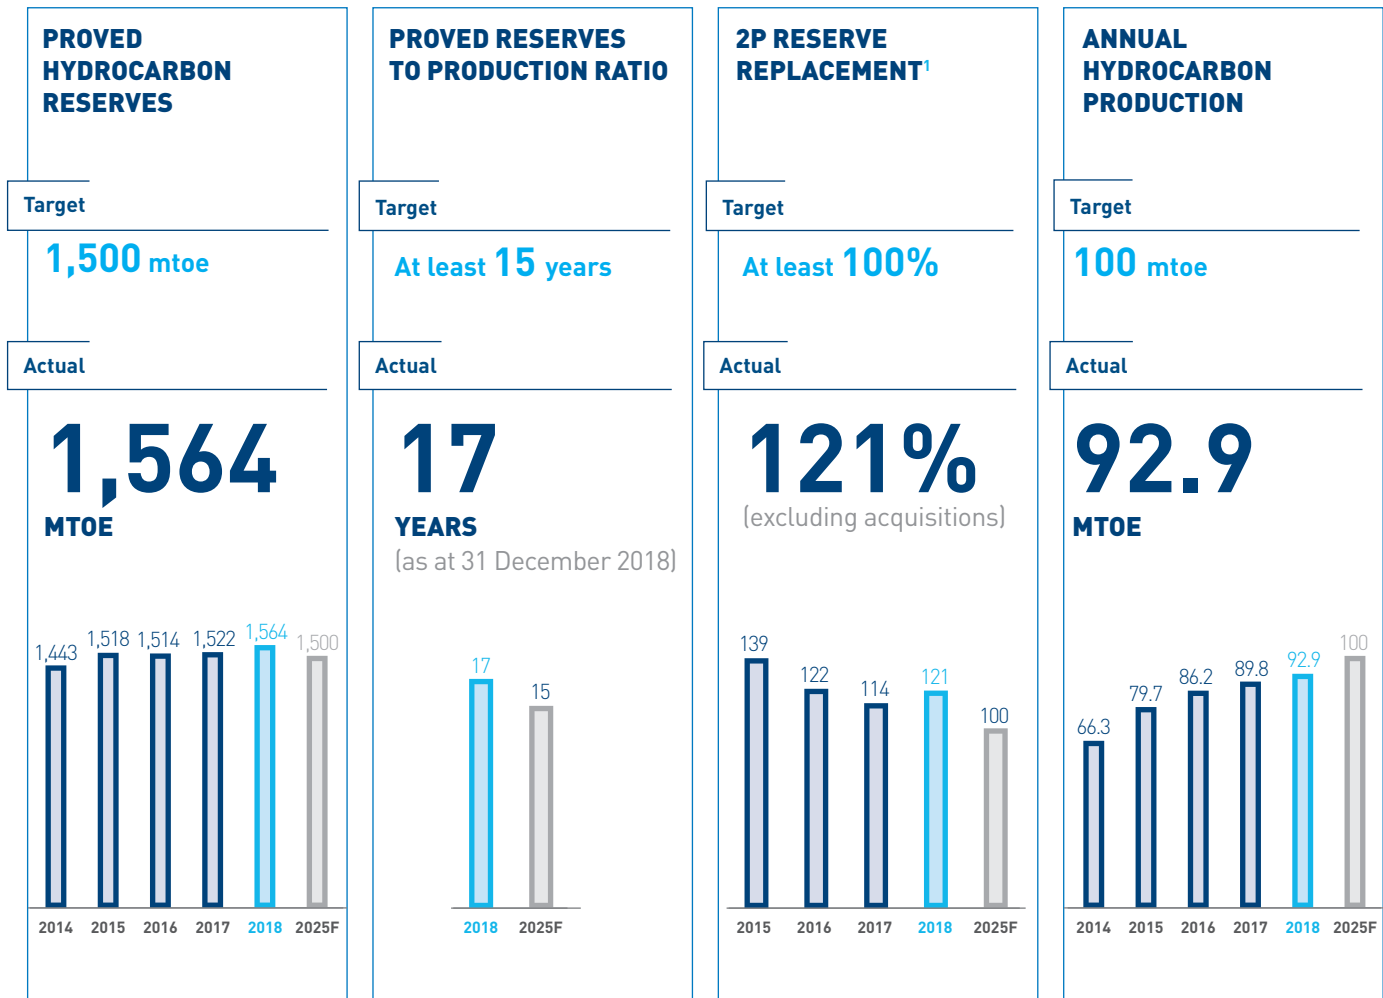 PROVED
HYDROCARBON
RESERVES
Target
1,500 mtoe
Actual
1,564
MTOE
1,443
1,518
1,514
1,522
1,564
1,500
2014 2015 2016 2017 2018 2025F
PROVED RESERVES
TO PRODUCTION RATIO
Target
At least 15 years
Actual
17
YEARS
(as at 31 December 2018)
17
15
2018 2025F
2P RESERVE
REPLACEMENT¹
Target
At least 100%
Actual
121%
(excluding acquisitions)
139
122
114
121
100
2015 2016 2017 2018 2025F
ANNUAL
HYDROCARBON
PRODUCTION
Target
100 mtoe
Actual
92.9
MTOE
66.3
79.7
86.2
89.8
92.9
100
2014 2015 2016 2017 2018 2025F